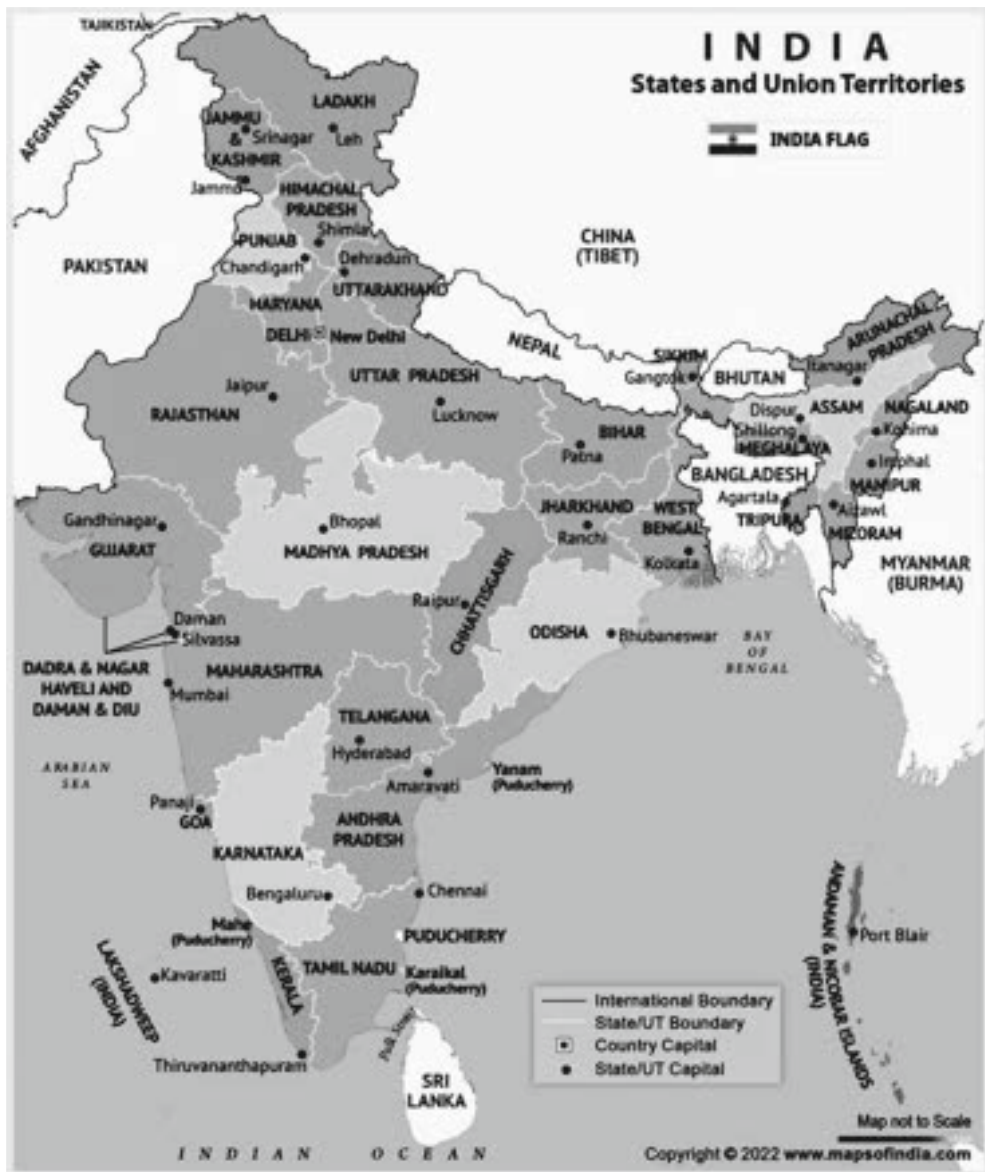 INDIA
States and Union Territories
INDIA FLAG
TAJIKISTAN
AFGHANISTAN
PAKISTAN
CHINA
(TIBET)
NEPAL
BHUTAN
BANGLADESH
MYANMAR
(BURMA)
SRI
LANKA
LADAKH
Leh
JAMMU
&
KASHMIR
Srinagar
Jammu
HIMACHAL
PRADESH
Shimla
PUNJAB
Chandigarh
Dehradun
UTTARAKHAND
HARYANA
DELHI
New Delhi
UTTAR PRADESH
Lucknow
Jaipur
RAJASTHAN
SIKKIM
Gangtok
ARUNACHAL
PRADESH
Itanagar
Dispur
ASSAM
NAGALAND
Shillong
MEGHALAYA
Kohima
Imphal
MANIPUR
Agartala
TRIPURA
Aizawl
MIZORAM
BIHAR
Patna
JHARKHAND
Ranchi
WEST
BENGAL
Kolkata
Gandhinagar
GUJARAT
Bhopal
MADHYA PRADESH
Raipur
CHHATTISGARH
ODISHA
Bhubaneswar
BAY
OF
BENGAL
Daman
Silvassa
DADRA & NAGAR
HAVELI AND
DAMAN & DIU
MAHARASHTRA
Mumbai
TELANGANA
Hyderabad
Amaravati
Yanam
(Puducherry)
ARABIAN
SEA
Panaji
GOA
ANDHRA
PRADESH
KARNATAKA
Bengaluru
Chennai
Mahe
(Puducherry)
PUDUCHERRY
KERALA
TAMIL NADU
Karaikal
(Puducherry)
LAKSHADWEEP
(INDIA)
Kavaratti
Thiruvananthapuram
Palk Strait
ANDAMAN & NICOBAR ISLANDS
(INDIA)
Port Blair
International Boundary
State/UT Boundary
Country Capital
State/UT Capital
Map not to Scale
INDIAN OCEAN
Copyright © 2022 www.mapsofindia.com